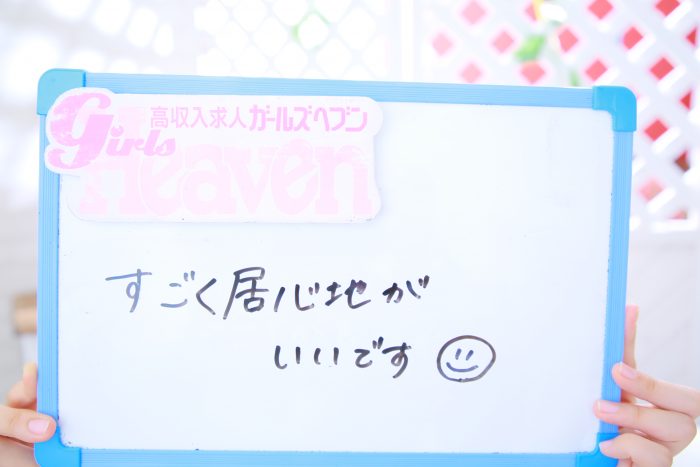 高収入求人ガールズヘブン
Girls
Heaven
すごく居心地が
いいです